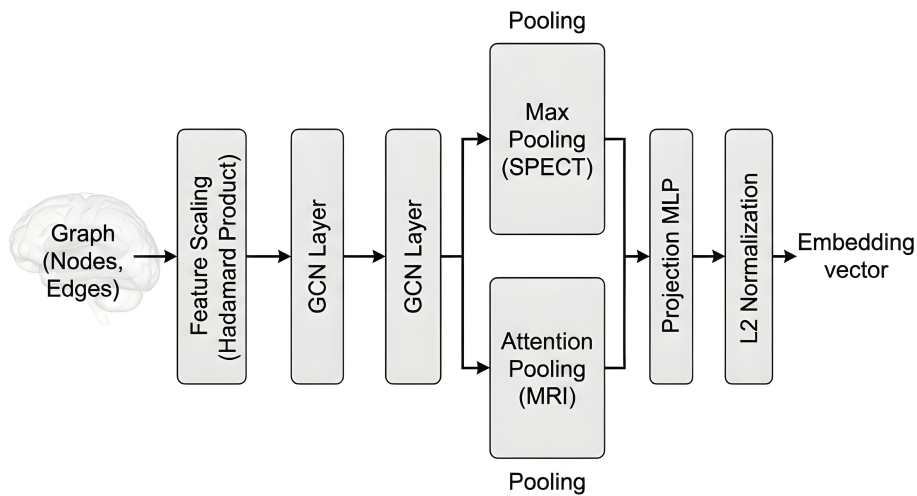 Graph
(Nodes,
Edges)
Feature Scaling
(Hadamard Product)
GCN Layer
GCN Layer
Pooling
Max
Pooling
(SPECT)
Attention
Pooling
(MRI)
Pooling
Projection MLP
L2 Normalization
Embedding
vector